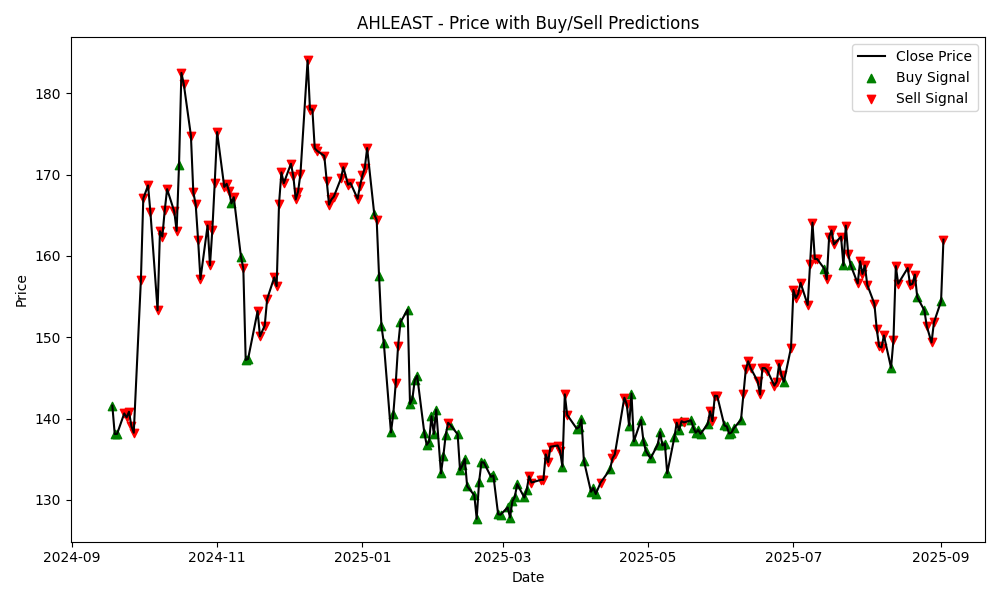 AHLEAST - Price with Buy/Sell Predictions
Close Price
Buy Signal
Sell Signal
Price
180
170
160
150
140
130
2024-09
2024-11
2025-01
2025-03
2025-05
2025-07
2025-09
Date